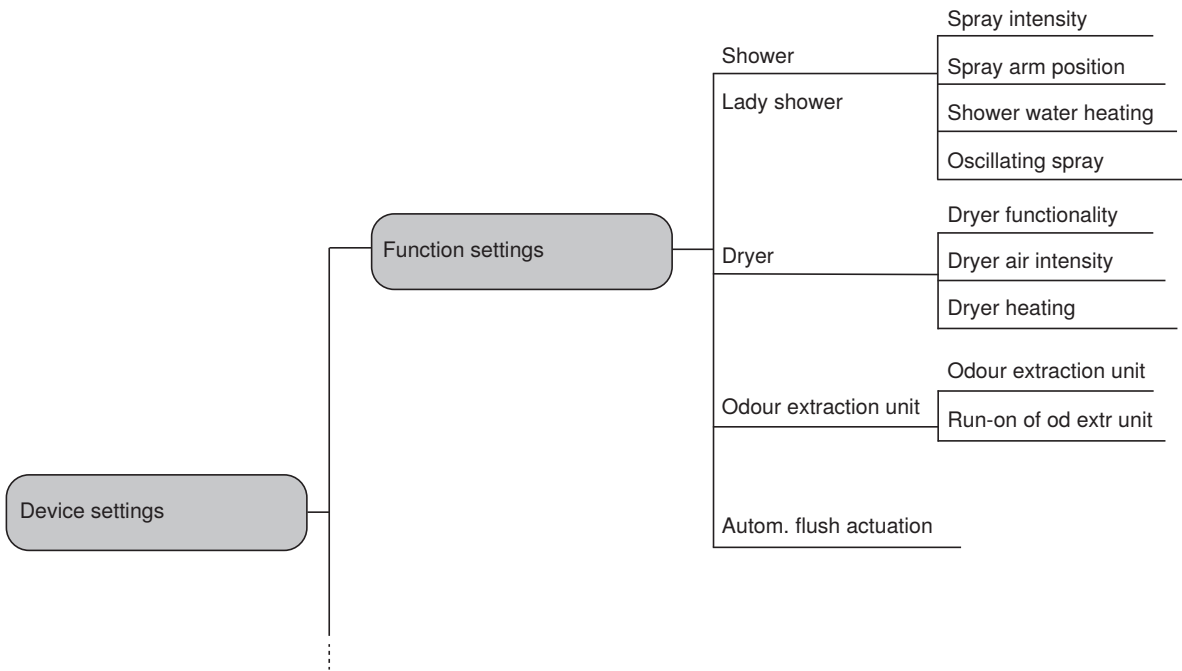 Device settings
Function settings
Shower
Lady shower
Spray intensity
Spray arm position
Shower water heating
Oscillating spray
Dryer
Dryer functionality
Dryer air intensity
Dryer heating
Odour extraction unit
Odour extraction unit
Run-on of od extr unit
Autom. flush actuation